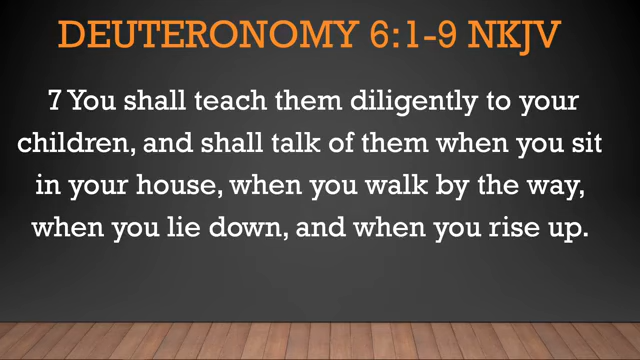 DEUTERONOMY 6:1-9 NKJV
7 You shall teach them diligently to your
children, and shall talk of them when you sit
in your house, when you walk by the way,
when you lie down, and when you rise up.